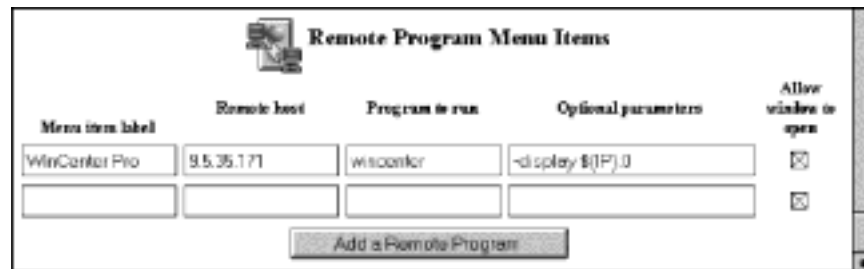 Remote Program Menu Items
Menu item label Remote host Program to run Optional parameters Allow window to open
WinCenter Pro 9.5.35.171 wincenter -display ${IP}:0
Add a Remote Program